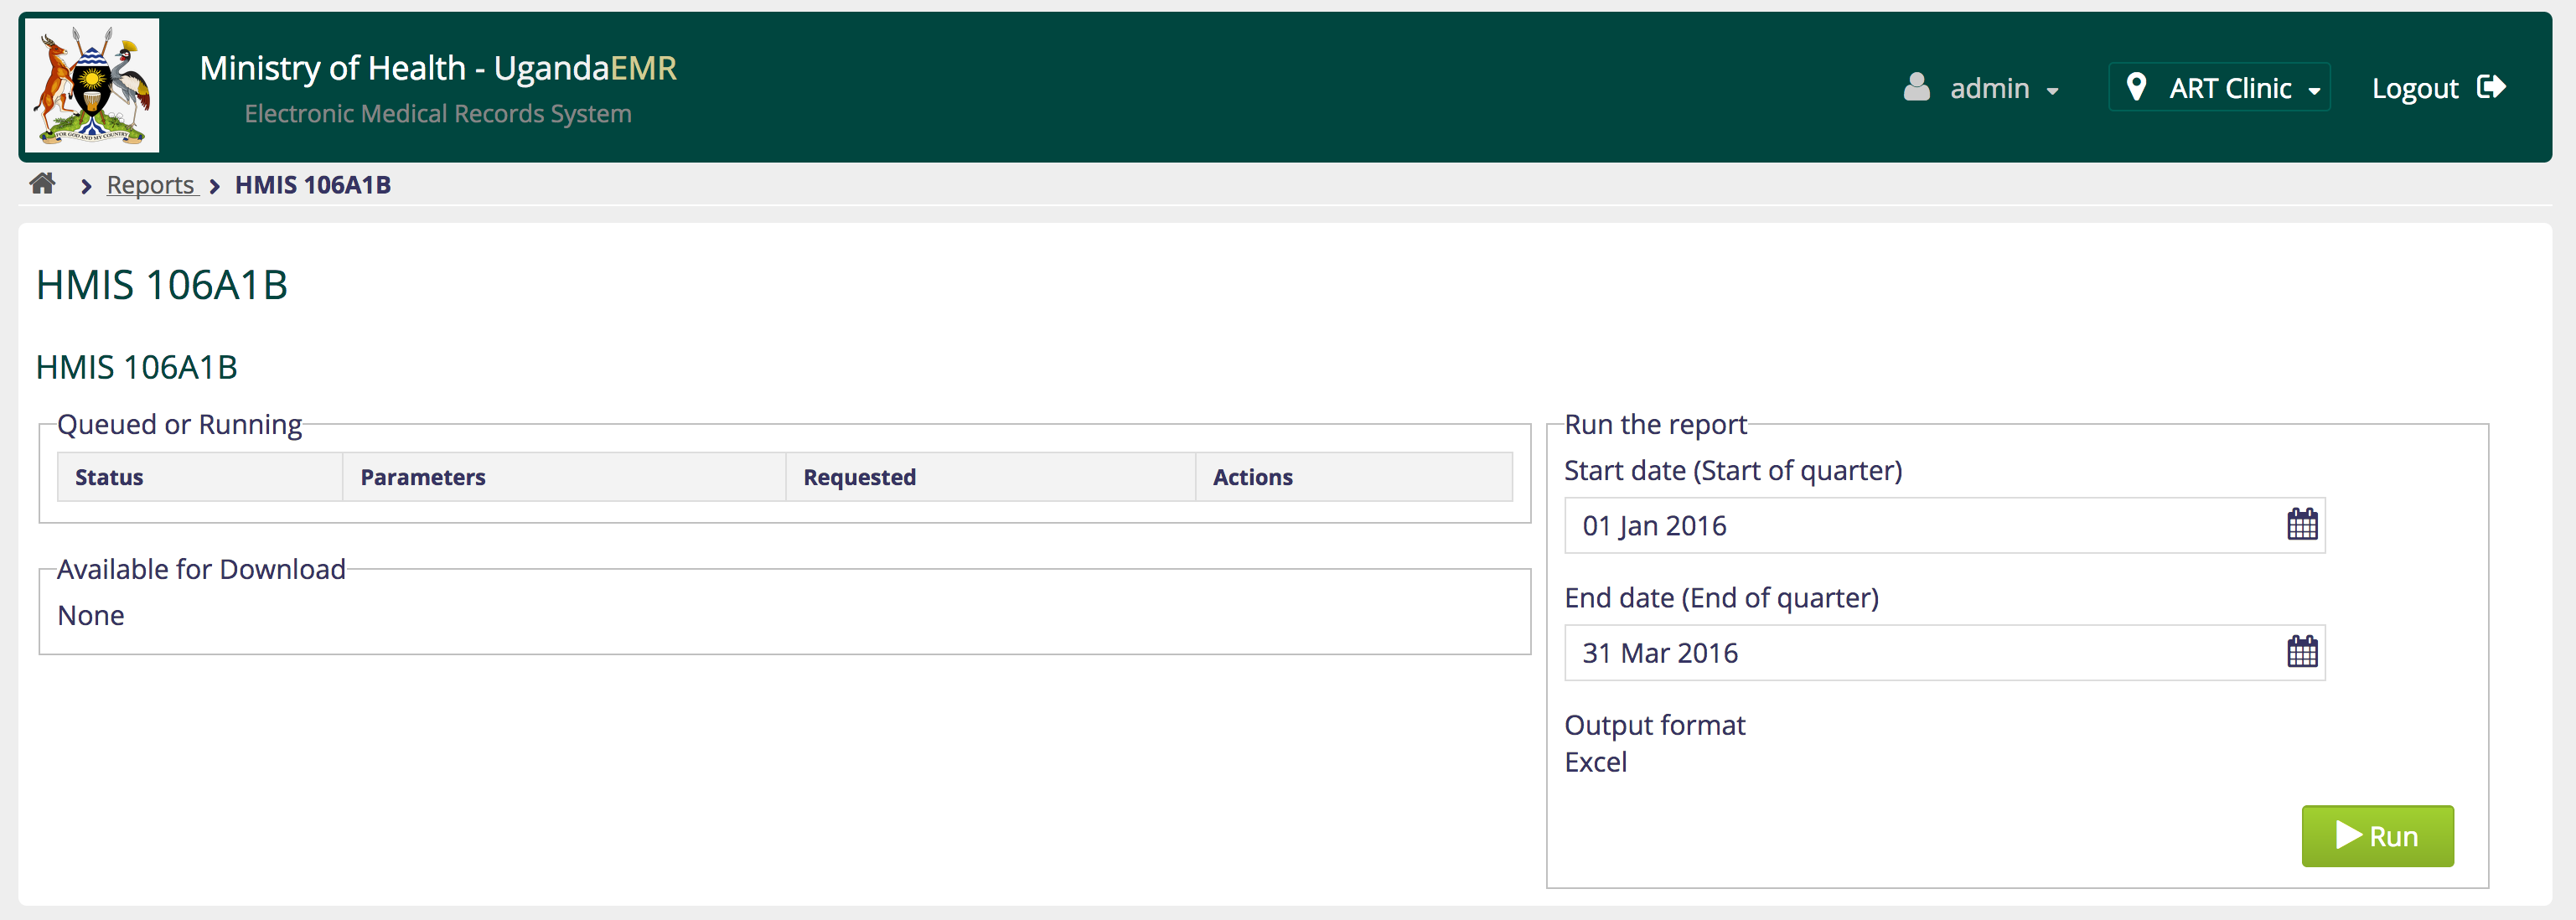 Ministry of Health - UgandaEMR
Electronic Medical Records System
admin
ART Clinic
Logout
FOR GOD AND MY COUNTRY
Reports
HMIS 106A1B
HMIS 106A1B
HMIS 106A1B
Queued or Running
Status Parameters Requested Actions
Available for Download
None
Run the report
Start date (Start of quarter)
01 Jan 2016
End date (End of quarter)
31 Mar 2016
Output format
Excel
Run